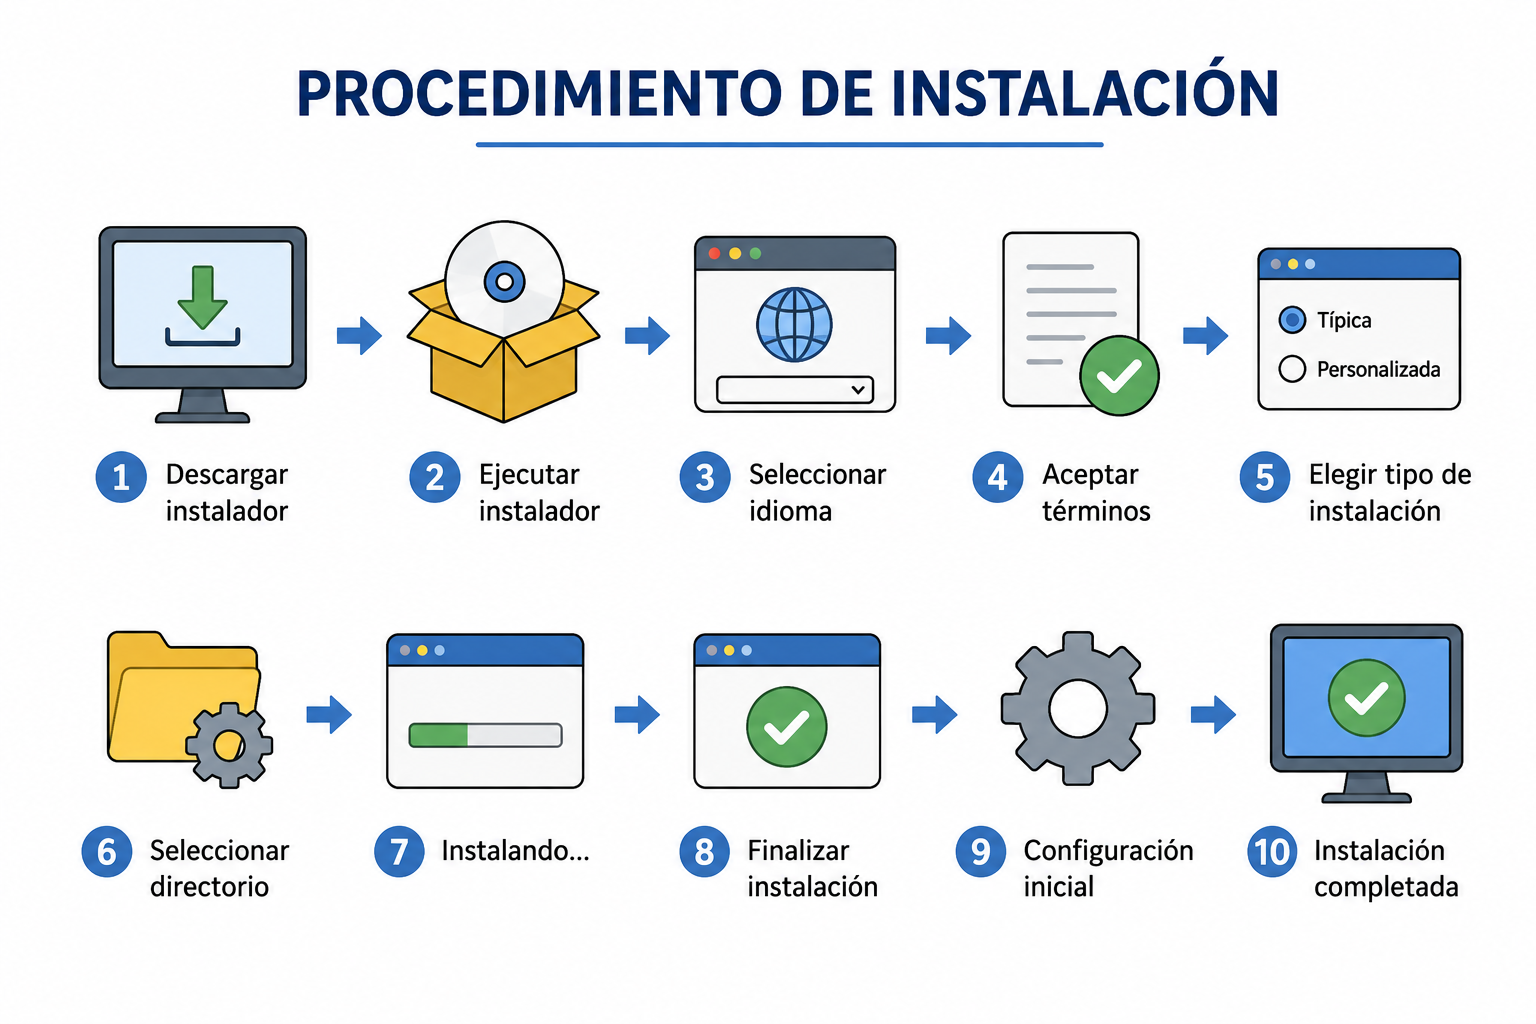 PROCEDIMIENTO DE INSTALACIÓN
Típica
Personalizada
1 Descargar
instalador
2 Ejecutar
instalador
3 Seleccionar
idioma
4 Aceptar
términos
5 Elegir tipo de
instalación
6 Seleccionar
directorio
7 Instalando...
8 Finalizar
instalación
9 Configuración
inicial
10 Instalación
completada